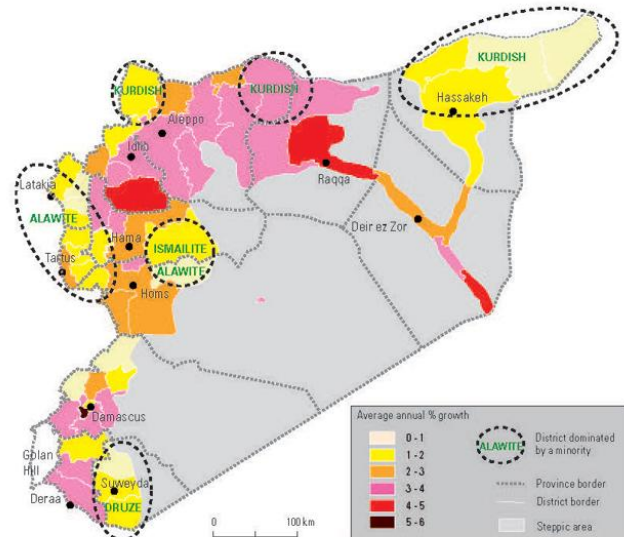 KURDISH
KURDISH
KURDISH
Hassakeh
Aleppo
Idlib
Raqqa
Latakia
ALAWITE
Deir ez Zor
Hama
ISMAILITE
ALAWITE
Tartus
Homs
Damascus
Golan
Hill
Suweyda
Deraa
DRUZE
0 100 km
Average annual % growth
0 - 1
1 - 2
2 - 3
3 - 4
4 - 5
5 - 6
ALAWITE
District dominated
by a minority
Province border
District border
Steppic area